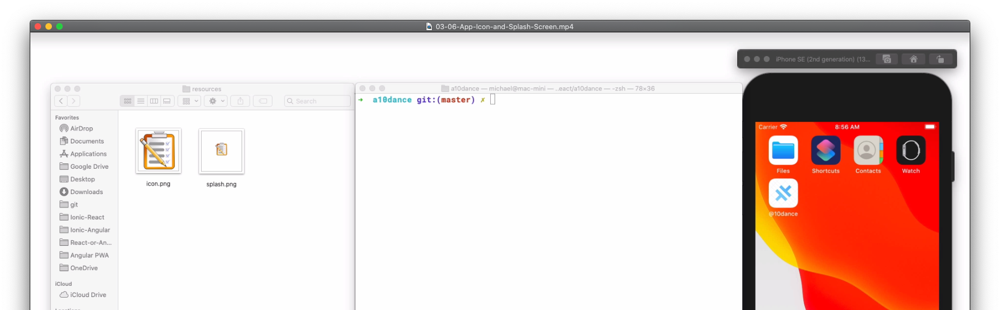 03-06-App-Icon-and-Splash-Screen.mp4
iPhone SE (2nd generation) (13...
resources
Search
Favorites
AirDrop
Documents
Applications
Google Drive
Desktop
Downloads
git
Ionic-React
Ionic-Angular
React-or-An...
Angular PWA
OneDrive
iCloud
iCloud Drive
icon.png
splash.png
a10dance — michael@mac-mini — ..eact/a10dance — -zsh — 78×36
➜ a10dance git:(master) ✗
Carrier
8:56 AM
Files
Shortcuts
Contacts
Watch
@10dance